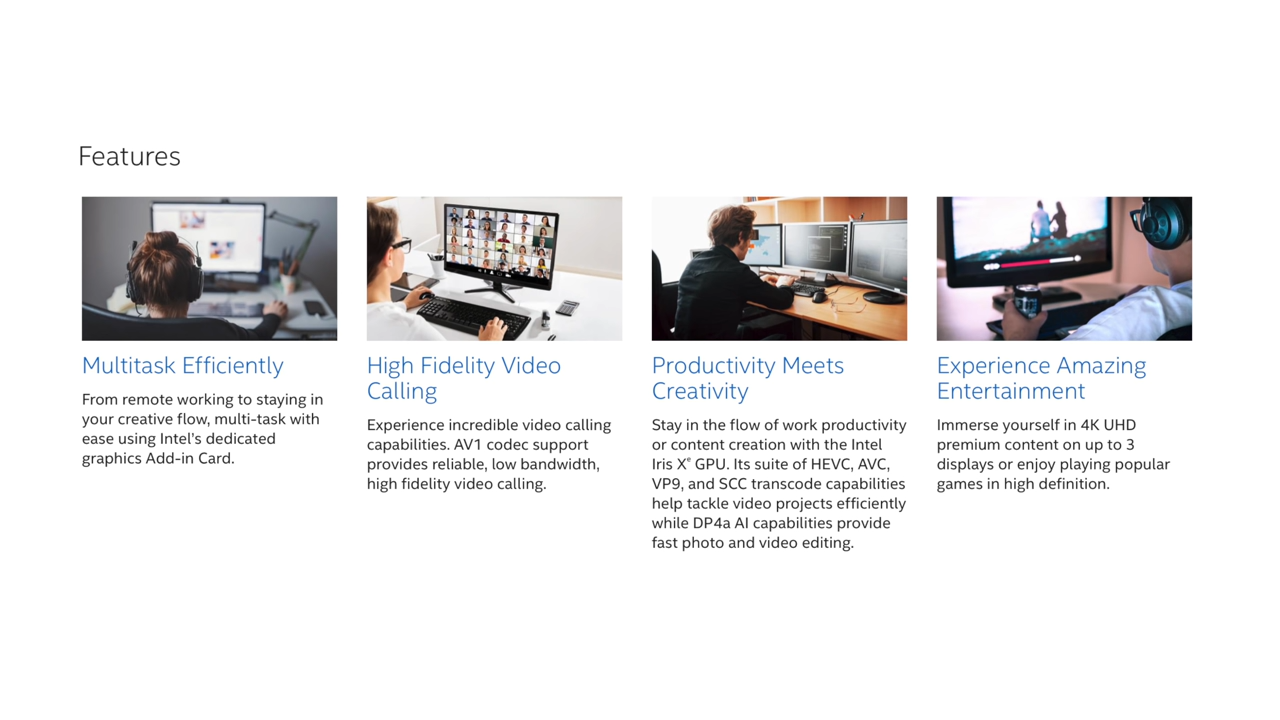 Features
Multitask Efficiently
From remote working to staying in
your creative flow, multi-task with
ease using Intel's dedicated
graphics Add-in Card.
High Fidelity Video
Calling
Experience incredible video calling
capabilities. AV1 codec support
provides reliable, low bandwidth,
high fidelity video calling.
Productivity Meets
Creativity
Stay in the flow of work productivity
or content creation with the Intel
Iris Xᵉ GPU. Its suite of HEVC, AVC,
VP9, and SCC transcode capabilities
help tackle video projects efficiently
while DP4a AI capabilities provide
fast photo and video editing.
Experience Amazing
Entertainment
Immerse yourself in 4K UHD
premium content on up to 3
displays or enjoy playing popular
games in high definition.